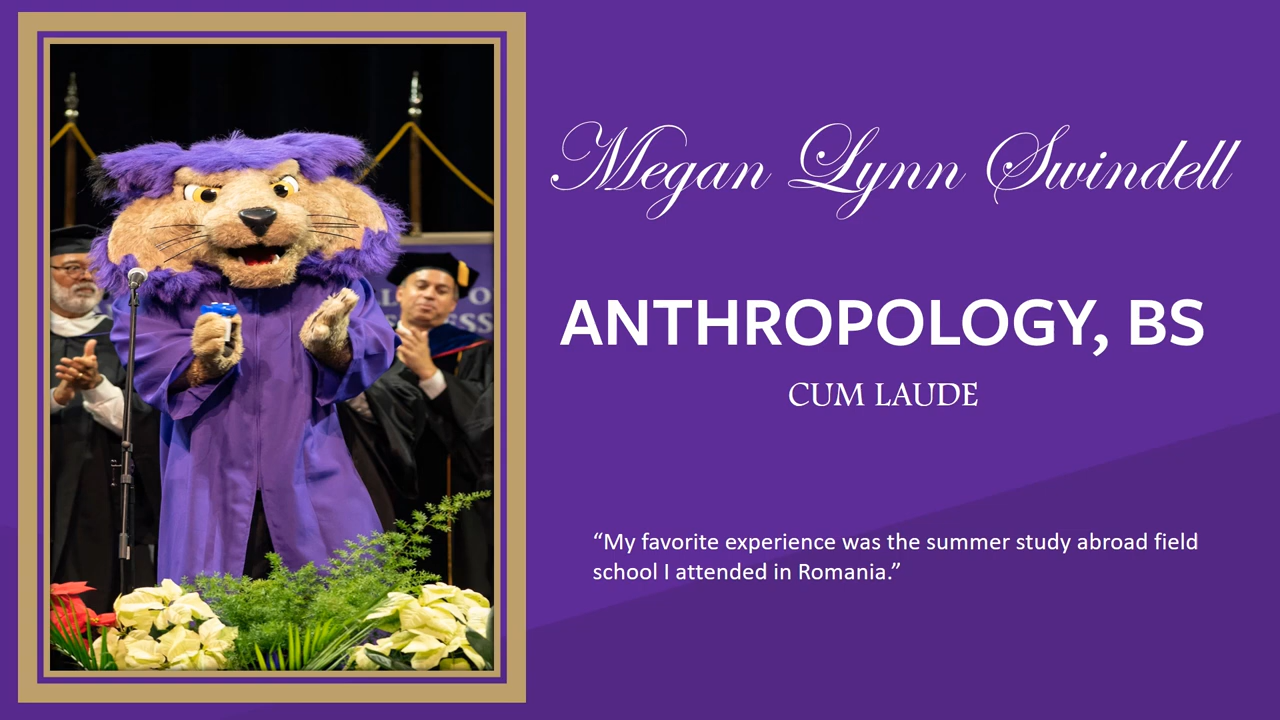 Megan Lynn Swindell
ANTHROPOLOGY, BS
CUM LAUDE
“My favorite experience was the summer study abroad field
school I attended in Romania.”